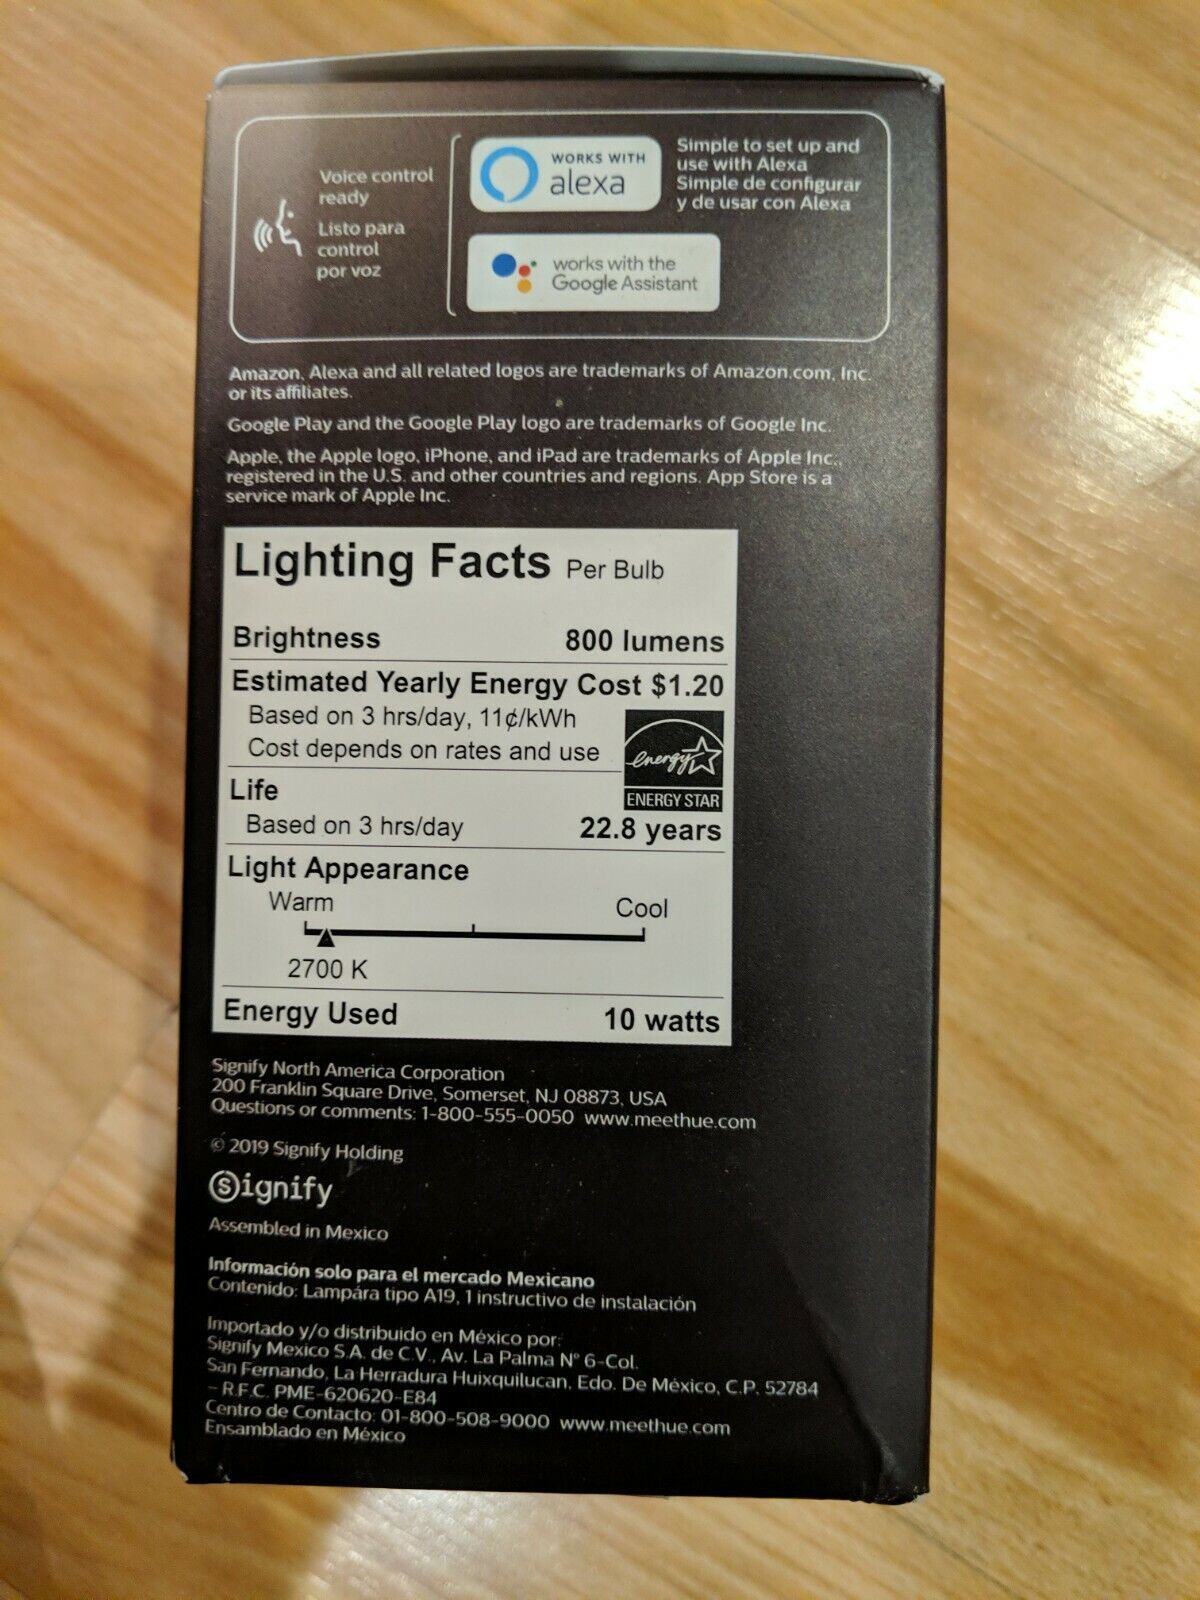 Voice control
ready
Listo para
control
por voz
WORKS WITH
alexa
Simple to set up and
use with Alexa
Simple de configurar
y de usar con Alexa
works with the
Google Assistant
Amazon, Alexa and all related logos are trademarks of Amazon.com, Inc.
or its affiliates.
Google Play and the Google Play logo are trademarks of Google Inc.
Apple, the Apple logo, iPhone, and iPad are trademarks of Apple Inc.,
registered in the U.S. and other countries and regions. App Store is a
service mark of Apple Inc.
Lighting Facts Per Bulb
Brightness 800 lumens
Estimated Yearly Energy Cost $1.20
Based on 3 hrs/day, 11¢/kWh
Cost depends on rates and use
energy
ENERGY STAR
Life
Based on 3 hrs/day 22.8 years
Light Appearance
Warm Cool
2700 K
Energy Used 10 watts
Signify North America Corporation
200 Franklin Square Drive, Somerset, NJ 08873, USA
Questions or comments: 1-800-555-0050 www.meethue.com
© 2019 Signify Holding
Signify
Assembled in Mexico
Información solo para el mercado Mexicano
Contenido: Lampára tipo A19, 1 instructivo de instalación
Importado y/o distribuido en México por:
Signify Mexico S.A. de C.V., Av. La Palma N° 6-Col.
San Fernando, La Herradura Huixquilucan, Edo. De México, C.P. 52784
- R.F.C. PME-620620-E84
Centro de Contacto: 01-800-508-9000 www.meethue.com
Ensamblado en México